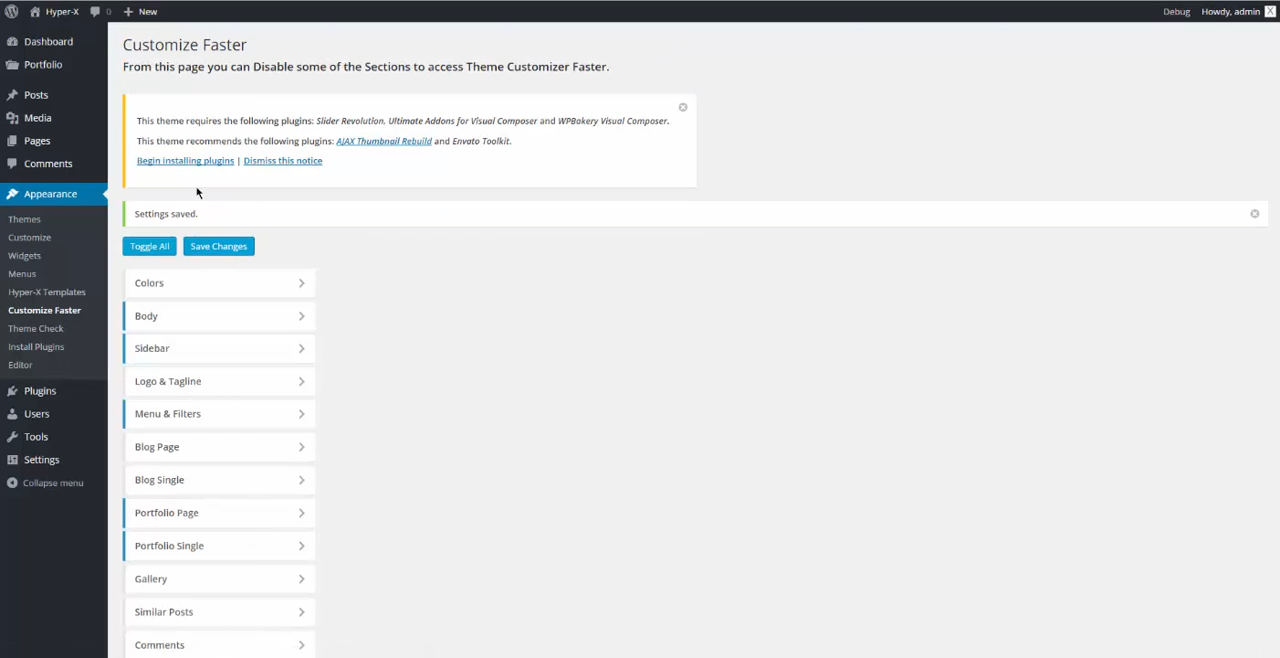 Hyper-X 0 New Debug Howdy, admin
Dashboard
Portfolio
Posts
Media
Pages
Comments
Appearance
Themes
Customize
Widgets
Menus
Hyper-X Templates
Customize Faster
Theme Check
Install Plugins
Editor
Plugins
Users
Tools
Settings
Collapse menu
Customize Faster
From this page you can Disable some of the Sections to access Theme Customizer Faster.
This theme requires the following plugins: Slider Revolution, Ultimate Addons for Visual Composer and WPBakery Visual Composer.
This theme recommends the following plugins: AJAX Thumbnail Rebuild and Envato Toolkit.
Begin installing plugins | Dismiss this notice
Settings saved.
Toggle All Save Changes
Colors
Body
Sidebar
Logo & Tagline
Menu & Filters
Blog Page
Blog Single
Portfolio Page
Portfolio Single
Gallery
Similar Posts
Comments